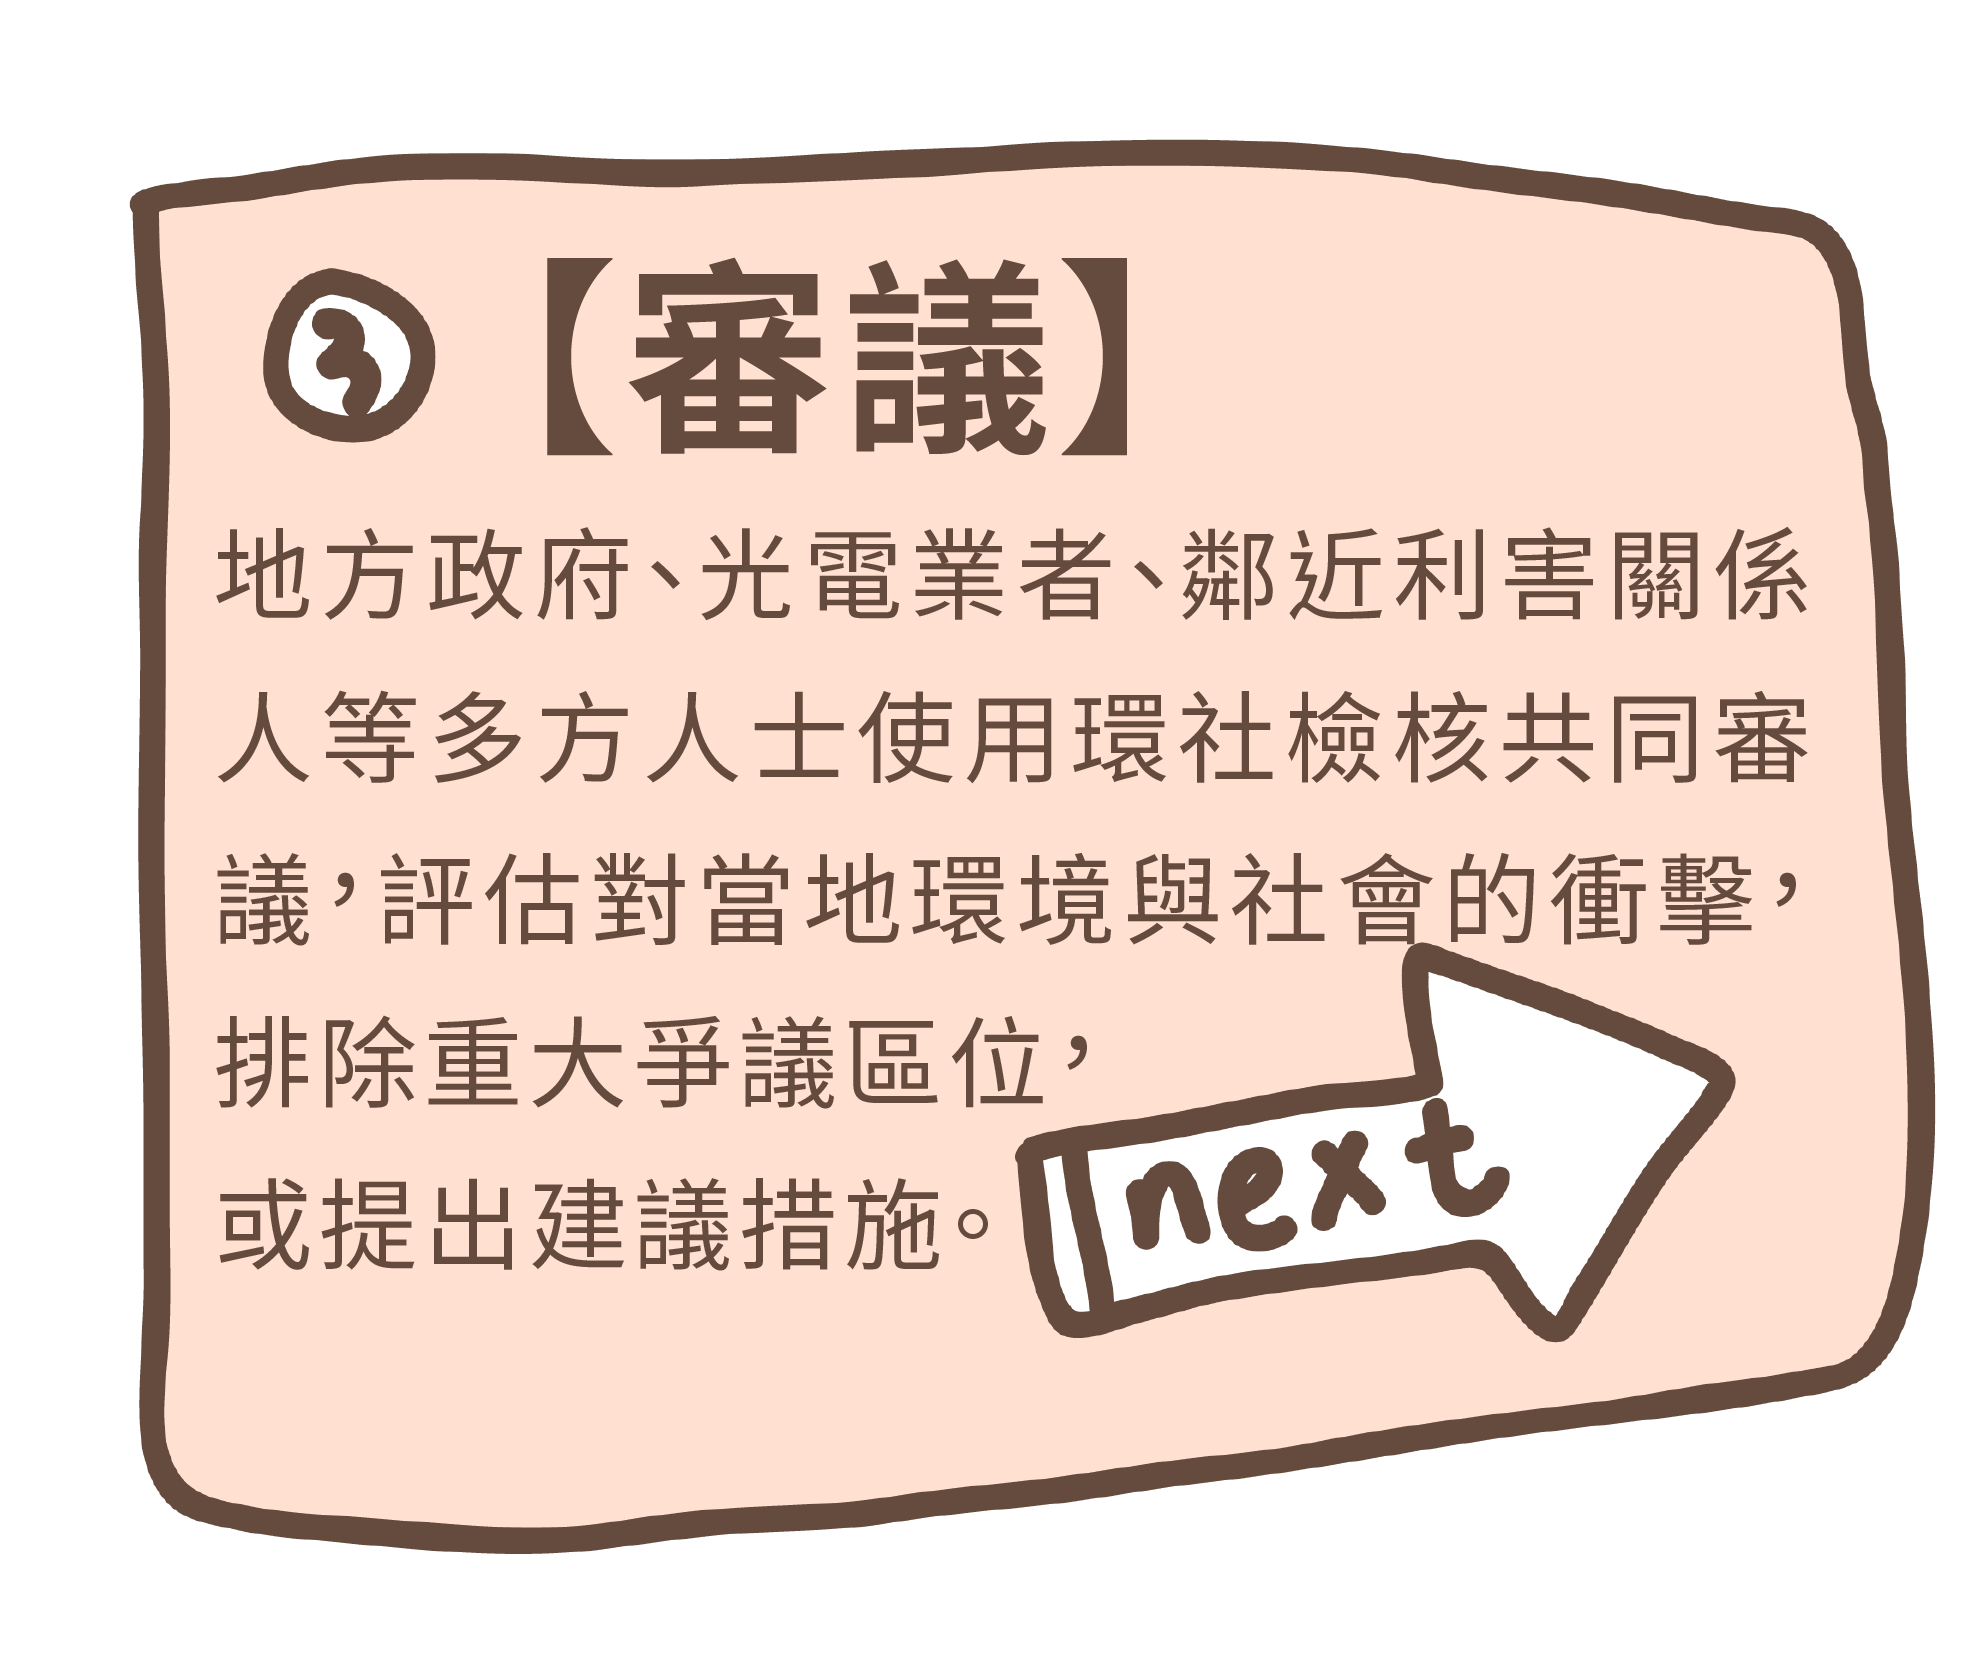 3【審議】
地方政府、光電業者、鄰近利害關係
人等多方人士使用環社檢核共同審
議，評估對當地環境與社會的衝擊，
排除重大爭議區位，
或提出建議措施。
next